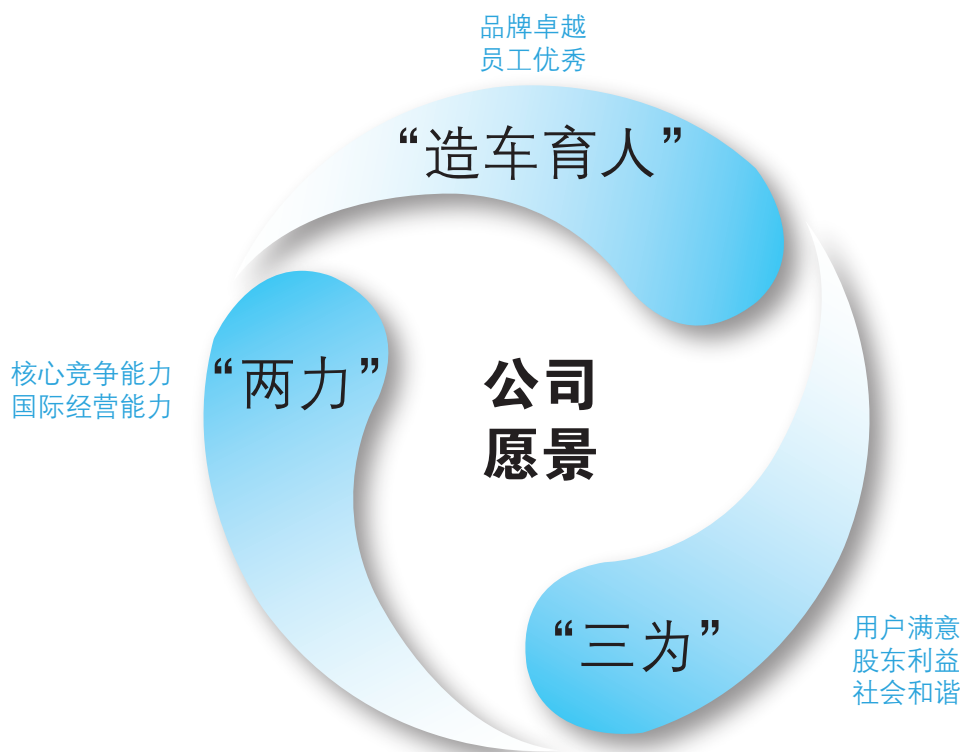 品牌卓越
员工优秀
“造车育人”
核心竞争能力
国际经营能力
“两力”
公司
愿景
“三为”
用户满意
股东利益
社会和谐